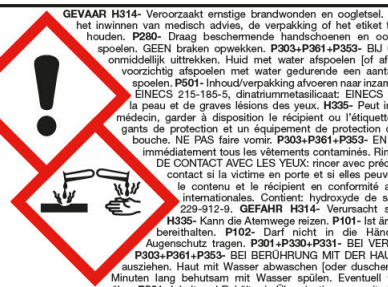 GEVAAR H314- Veroorzaakt ernstige brandwonden en oogletsel.
het inwinnen van medisch advies, de verpakking of het etiket t
houden. P280- Draag beschermende handschoenen en oo
spoelen. GEEN braken opwekken. P303+P361+P353- BIJ
onmiddellijk uittrekken. Huid met water afspoelen [of af
voorzichtig afspoelen met water gedurende een aant
spoelen. P501- Inhoud/verpakking afvoeren naar inzam
EINECS 215-185-5, dinatriummetasilicaat: EINECS
la peau et de graves lésions des yeux. H335- Peut ir
médecin, garder à disposition le récipient ou l'étiquett
gants de protection et un équipement de protection
bouche. NE PAS faire vomir. P303+P361+P353- EN
immédiatement tous les vêtements contaminés. Rin
DE CONTACT AVEC LES YEUX: rincer avec préc
contact si la victime en porte et si elles peuve
le contenu et le récipient en conformité a
internationales. Contient: hydroxyde de s
229-912-9. GEFAHR H314- Verursacht s
H335- Kann die Atemwege reizen. P101- Ist är
bereithalten. P102- Darf nicht in die Händ
Augenschutz tragen. P301+P330+P331- BEI VER
P303+P361+P353- BEI BERÜHRUNG MIT DER HAU
ausziehen. Haut mit Wasser abwaschen [oder dusche
Minuten lang behutsam mit Wasser spülen. Eventuell